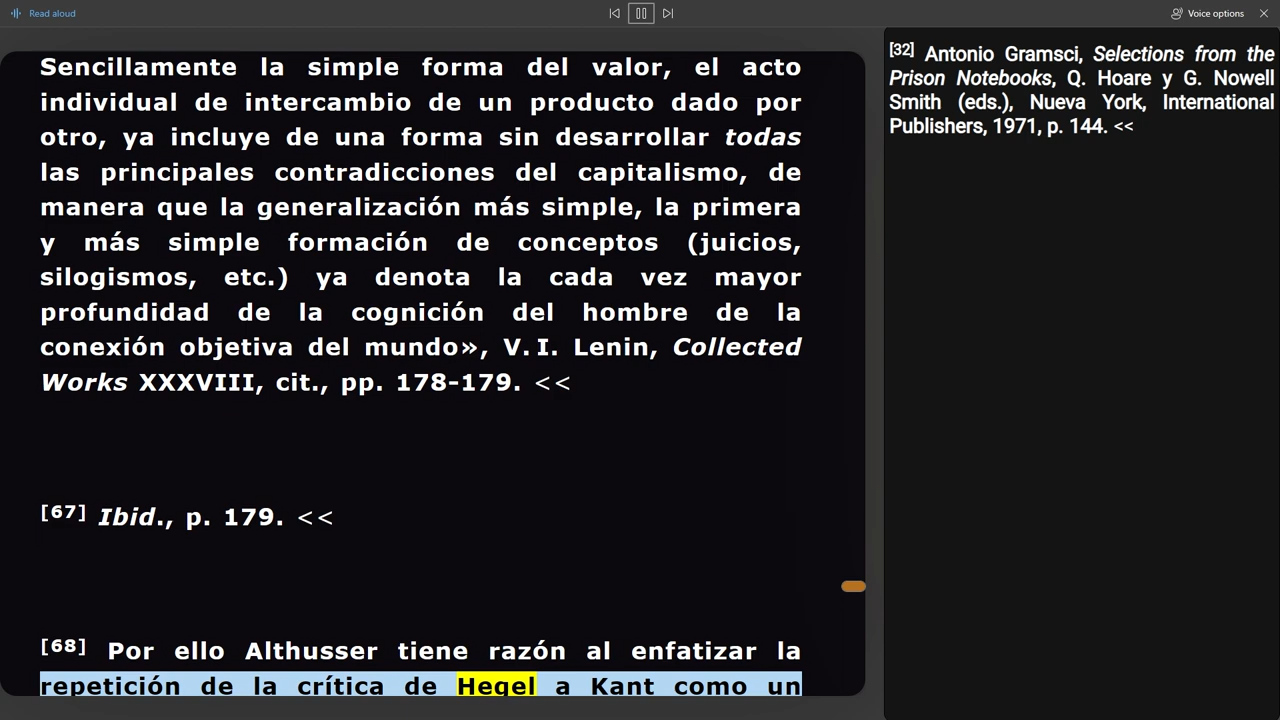 Read aloud
Voice options
Sencillamente la simple forma del valor, el acto
individual de intercambio de un producto dado por
otro, ya incluye de una forma sin desarrollar todas
las principales contradicciones del capitalismo, de
manera que la generalización más simple, la primera
y más simple formación de conceptos (juicios,
silogismos, etc.) ya denota la cada vez mayor
profundidad de la cognición del hombre de la
conexión objetiva del mundo», V. I. Lenin, Collected
Works XXXVIII, cit., pp. 178-179. <<
[67] Ibid., p. 179. <<
[68] Por ello Althusser tiene razón al enfatizar la
repetición de la crítica de Hegel a Kant como un
[32] Antonio Gramsci, Selections from the
Prison Notebooks, Q. Hoare y G. Nowell
Smith (eds.), Nueva York, International
Publishers, 1971, p. 144. <<